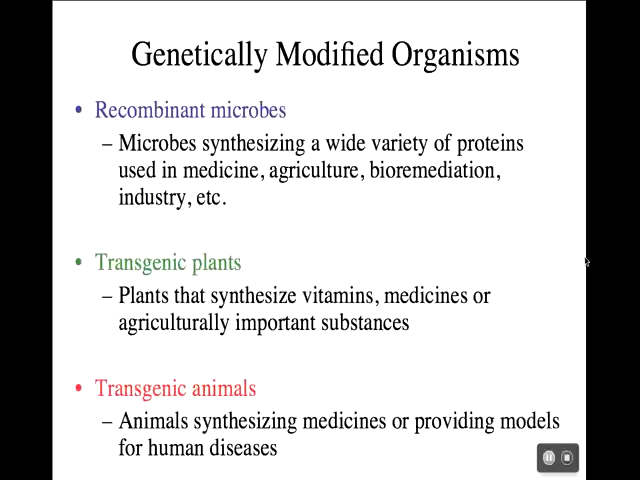 Genetically Modified Organisms
• Recombinant microbes
– Microbes synthesizing a wide variety of proteins
used in medicine, agriculture, bioremediation,
industry, etc.
• Transgenic plants
– Plants that synthesize vitamins, medicines or
agriculturally important substances
• Transgenic animals
– Animals synthesizing medicines or providing models
for human diseases